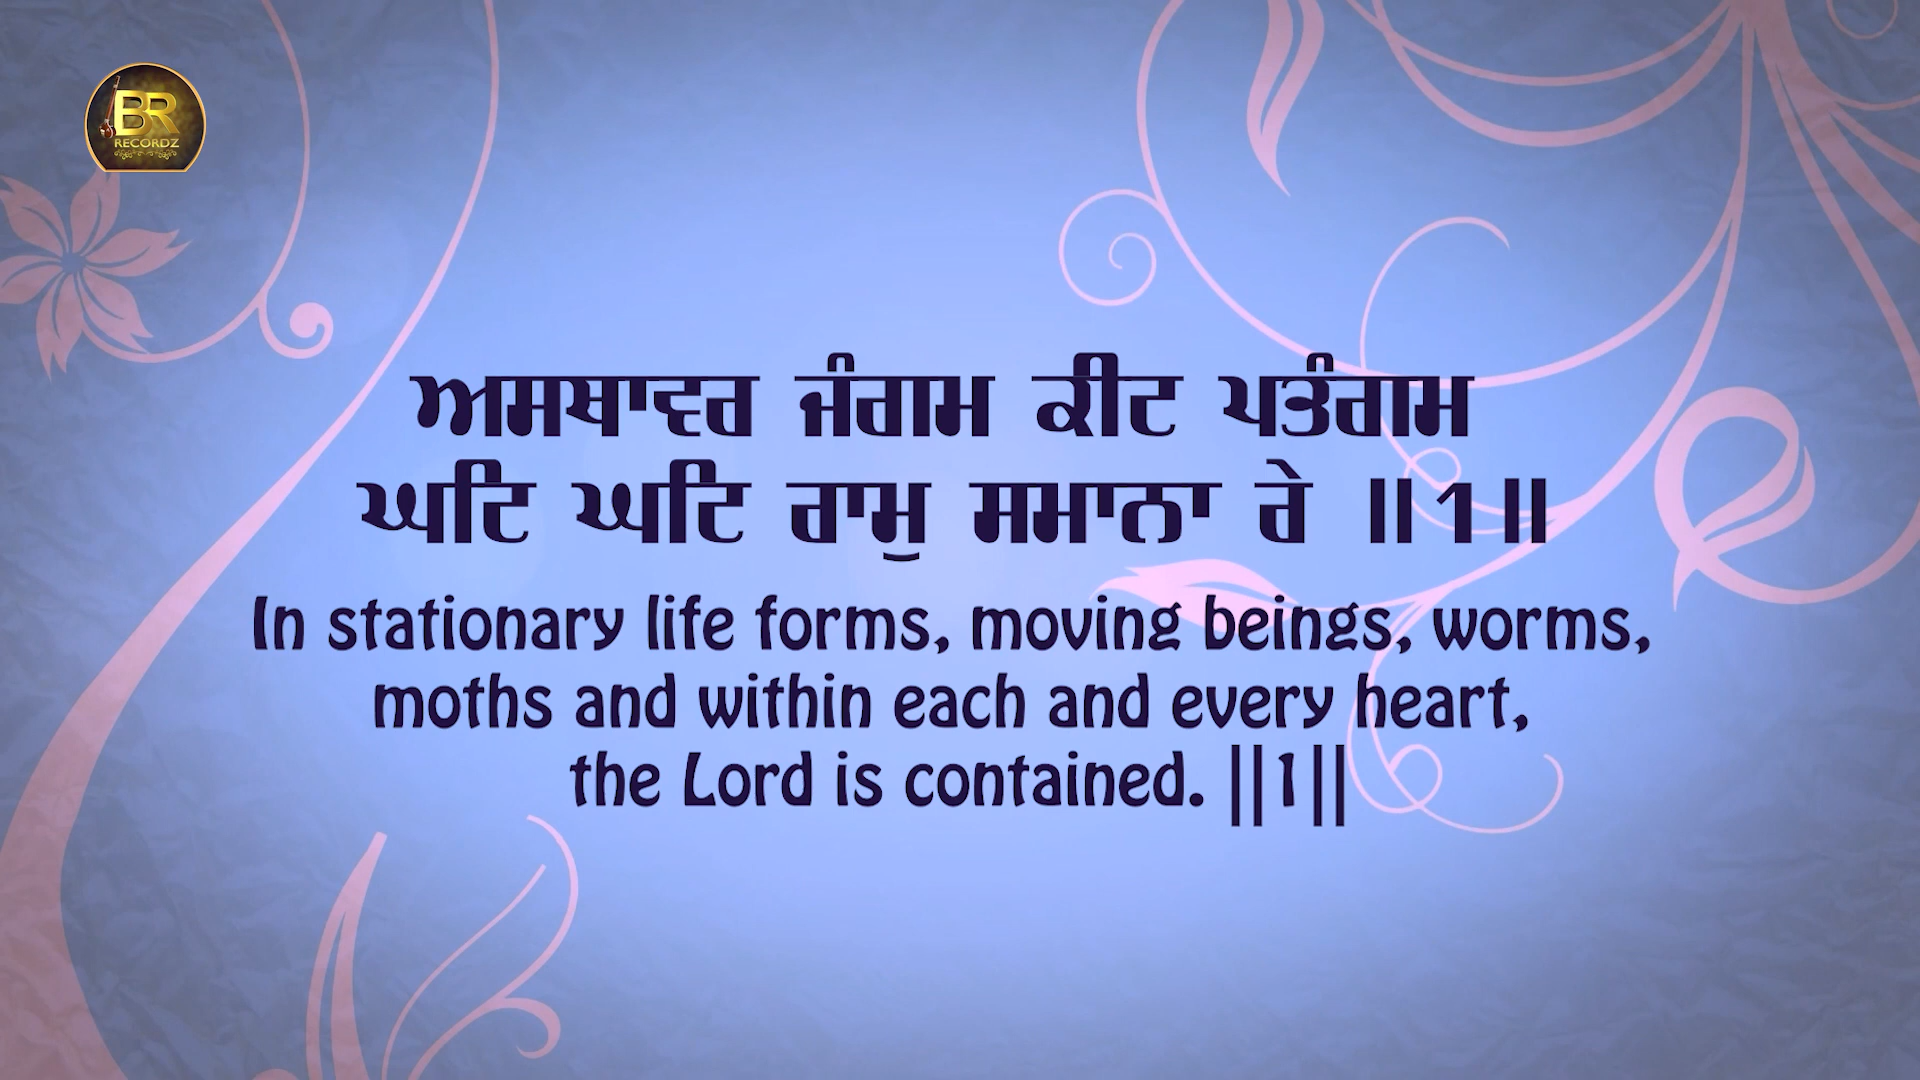 BR
RECORDZ
ਅਸਥਾਵਰ ਜੰਗਮ ਕੀਟ ਪਤੰਗਮ
ਘਟਿ ਘਟਿ ਰਾਮੁ ਸਮਾਨਾ ਰੇ ॥1॥
In stationary life forms, moving beings, worms,
moths and within each and every heart,
the Lord is contained. ||1||